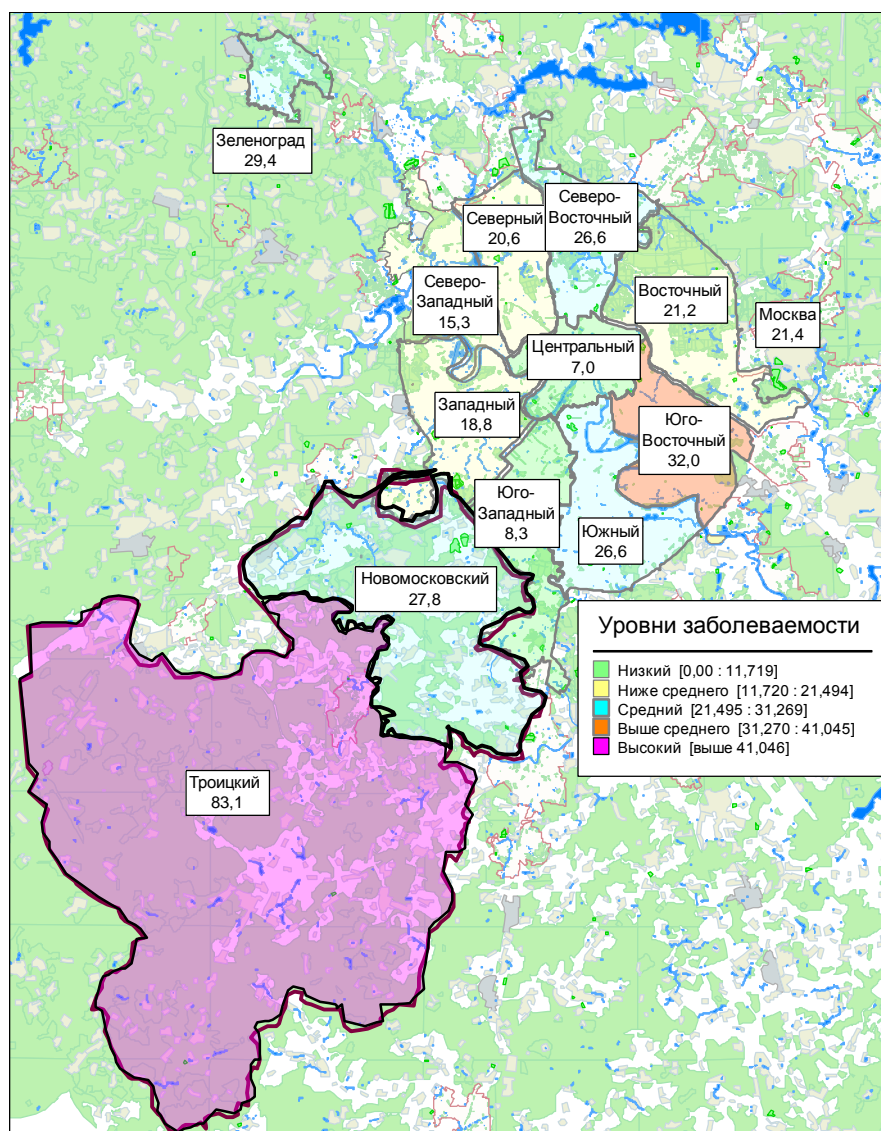 Зеленоград
29,4
Северный
20,6
Северо-
Восточный
26,6
Северо-
Западный
15,3
Восточный
21,2
Москва
21,4
Центральный
7,0
Западный
18,8
Юго-
Восточный
32,0
Юго-
Западный
8,3
Южный
26,6
Новомосковский
27,8
Троицкий
83,1
Уровни заболеваемости
Низкий [0,00 : 11,719]
Ниже среднего [11,720 : 21,494]
Средний [21,495 : 31,269]
Выше среднего [31,270 : 41,045]
Высокий [выше 41,046]